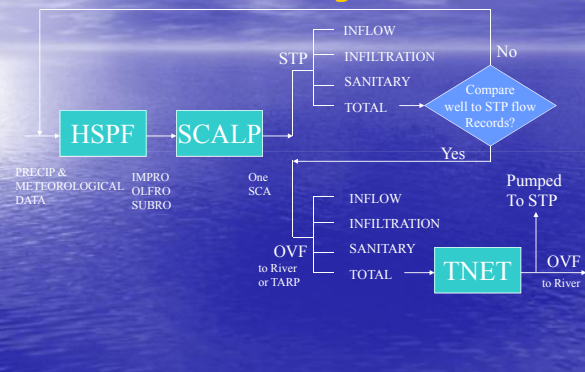 STP
INFLOW
INFILTRATION
SANITARY
TOTAL
No
Compare
well to STP flow
Records?
Yes
HSPF
SCALP
PRECIP &
METEOROLOGICAL
DATA
IMPRO
OLFRO
SUBRO
One
SCA
OVF
to River
or TARP
INFLOW
INFILTRATION
SANITARY
TOTAL
TNET
Pumped
To STP
OVF
to River